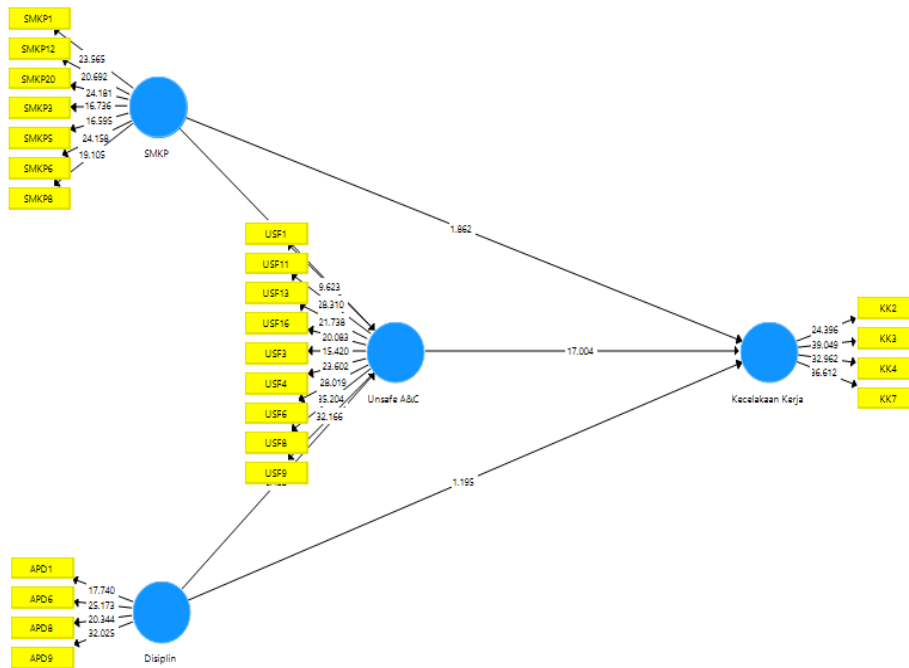 SMKP1
SMKP12
SMKP20
SMKP3
SMKP5
SMKP6
SMKP8
23.565
20.692
24.181
16.736
16.595
24.158
19.105
SMKP
1.862
USF1
USF11
USF13
USF16
USF3
USF4
USF6
USF8
USF9
28.310
21.738
20.083
15.420
23.602
28.019
35.204
32.166
Unsafe A&C
17.004
KK2
KK3
KK4
KK7
24.396
39.049
32.962
36.612
Kecelakaan Kerja
1.195
APD1
APD6
APD8
APD9
17.740
25.173
20.344
32.025
Disiplin